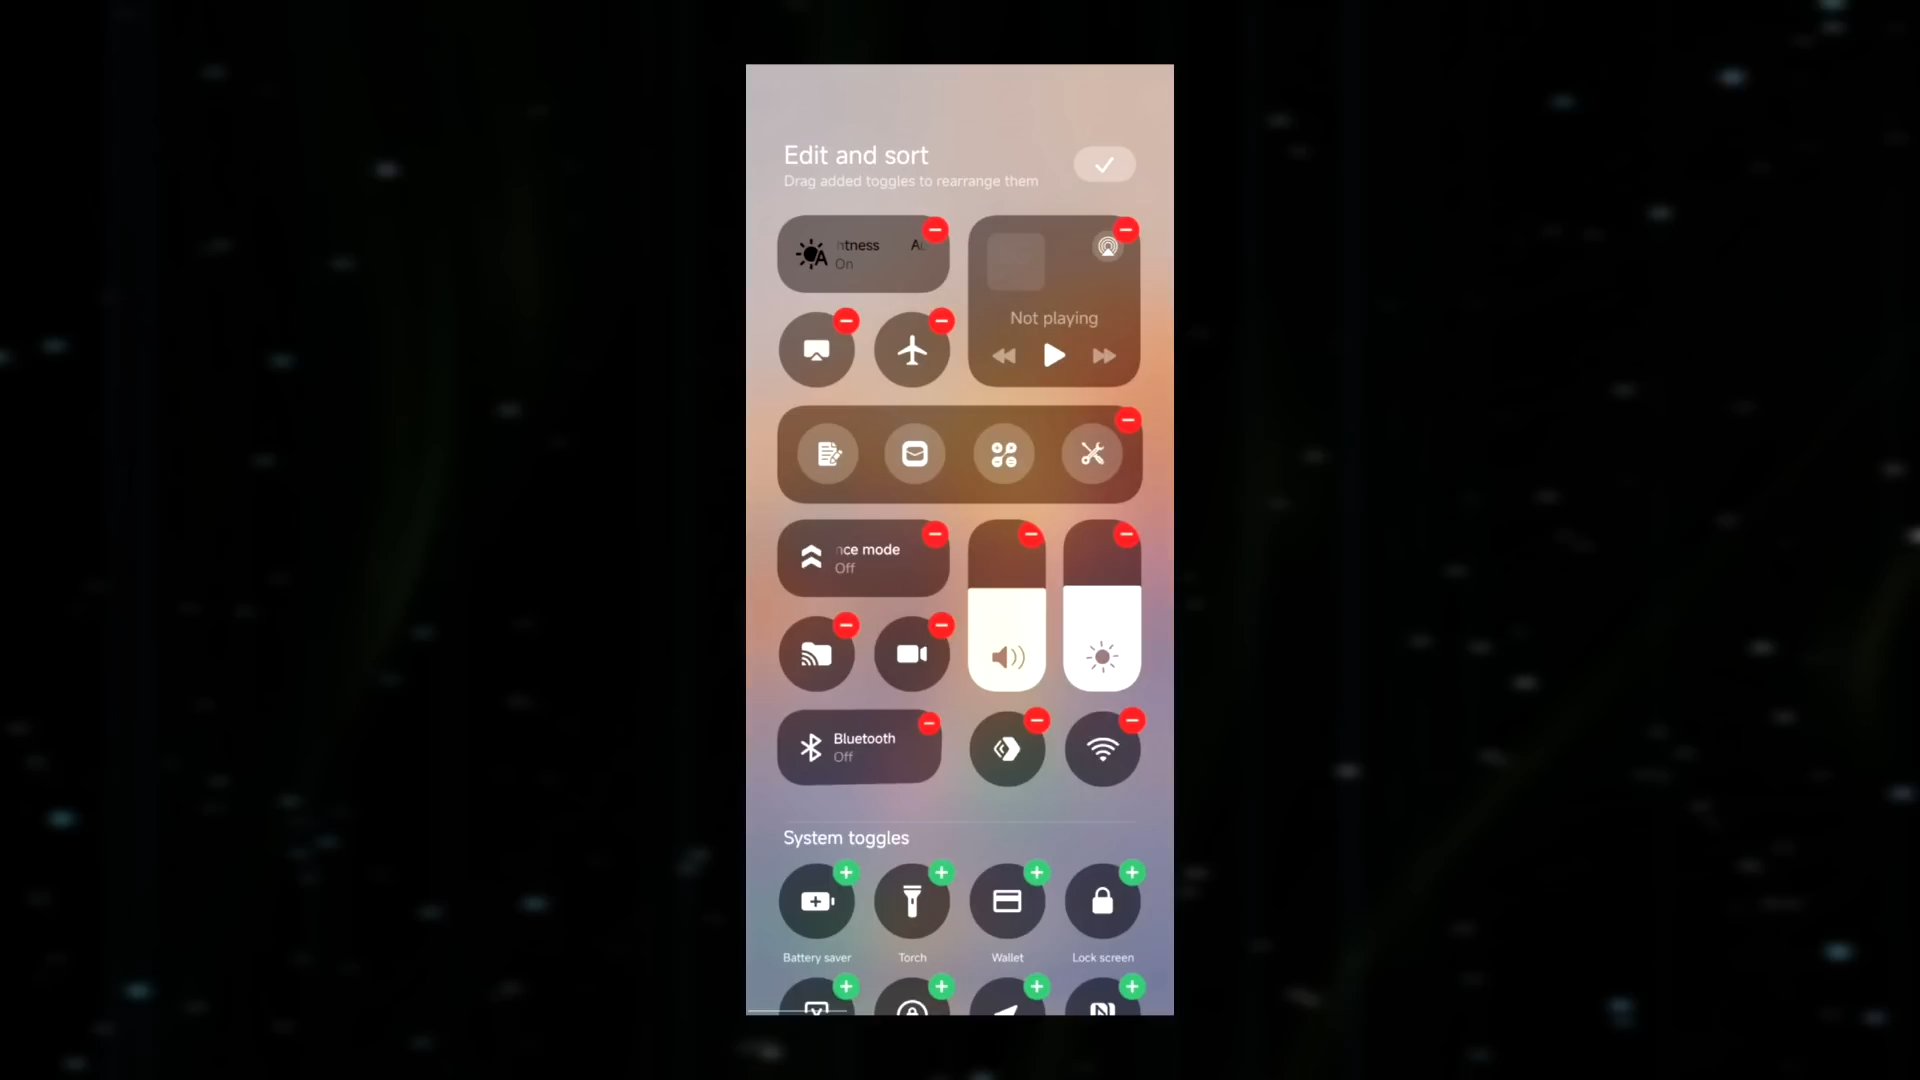 Edit and sort
Drag added toggles to rearrange them
ntness A
On
Not playing
nce mode
Off
Bluetooth
Off
System toggles
Battery saver
Torch
Wallet
Lock screen